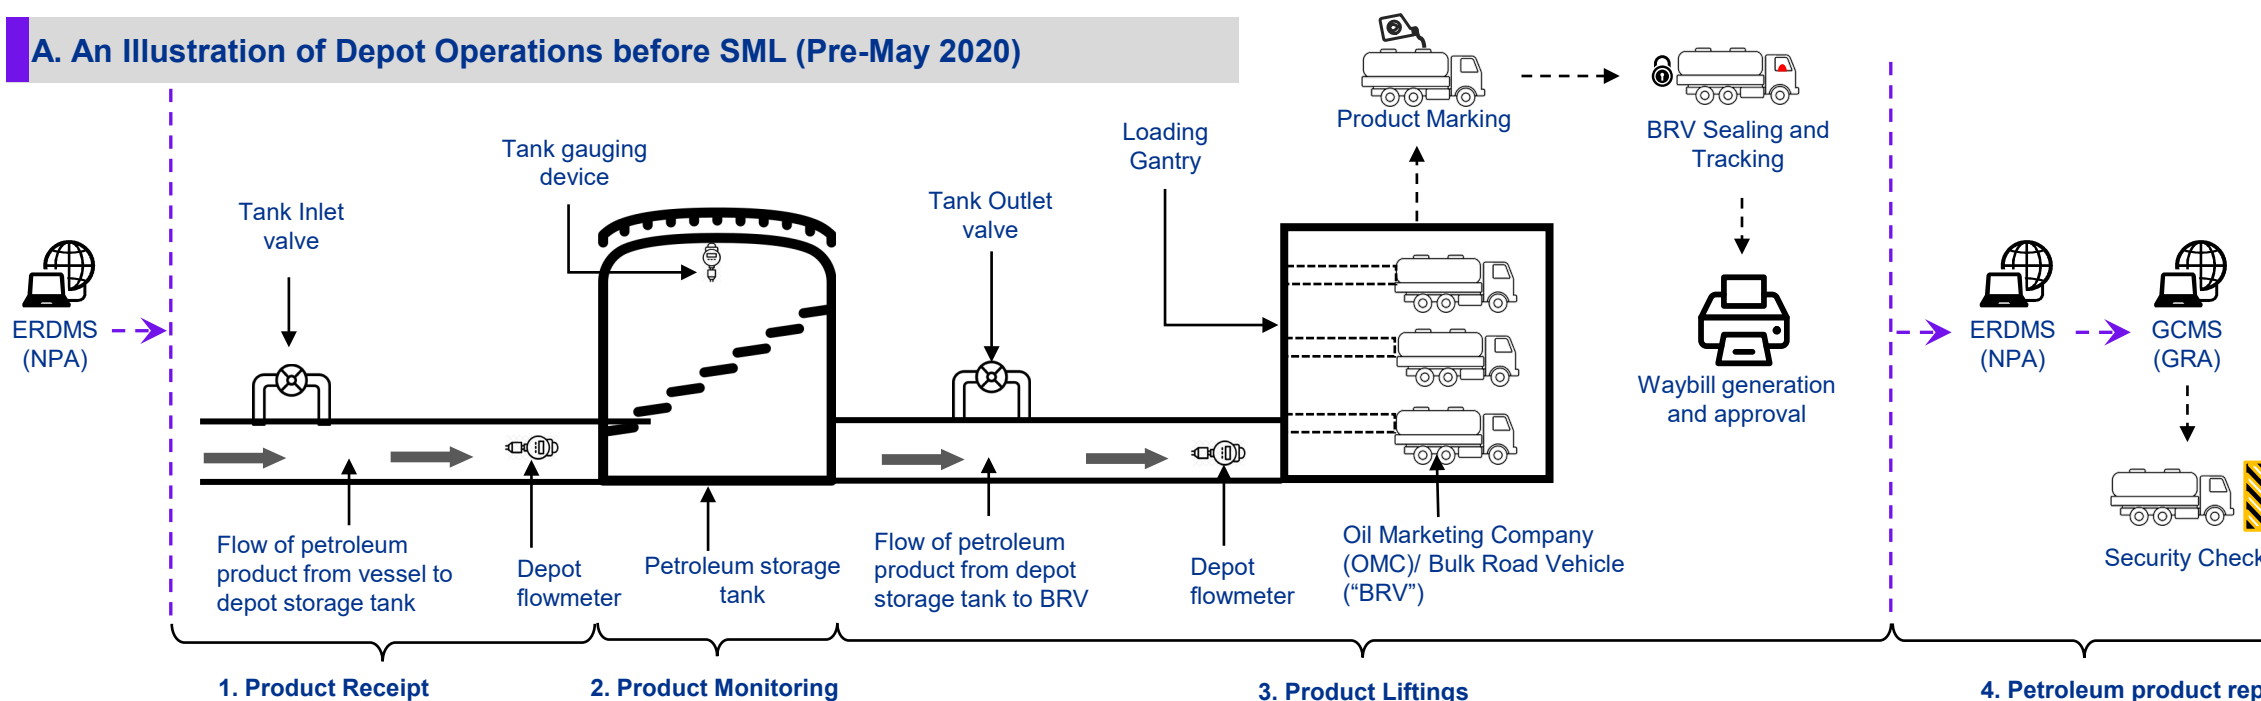 A. An Illustration of Depot Operations before SML (Pre-May 2020)
ERDMS
(NPA)
Tank Inlet
valve
Tank gauging
device
Tank Outlet
valve
Loading
Gantry
Product Marking
BRV Sealing and
Tracking
Waybill generation
and approval
ERDMS
(NPA)
GCMS
(GRA)
Security Check
Flow of petroleum
product from vessel to
depot storage tank
Depot
flowmeter
Petroleum storage
tank
Flow of petroleum
product from depot
storage tank to BRV
Depot
flowmeter
Oil Marketing Company
(OMC)/ Bulk Road Vehicle
(“BRV”)
1. Product Receipt
2. Product Monitoring
3. Product Liftings
4. Petroleum product